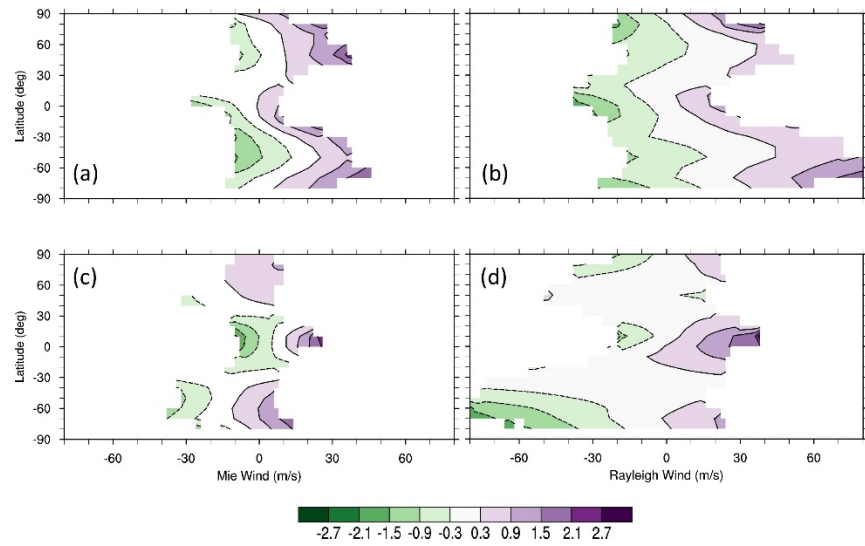 90
60
30
0
-30
-60
-90
Latitude (deg)
(a)
(b)
90
60
30
0
-30
-60
-90
Latitude (deg)
(c)
(d)
-60 -30 0 30 60
Mie Wind (m/s)
-60 -30 0 30 60
Rayleigh Wind (m/s)
-2.7 -2.1 -1.5 -0.9 -0.3 0.3 0.9 1.5 2.1 2.7